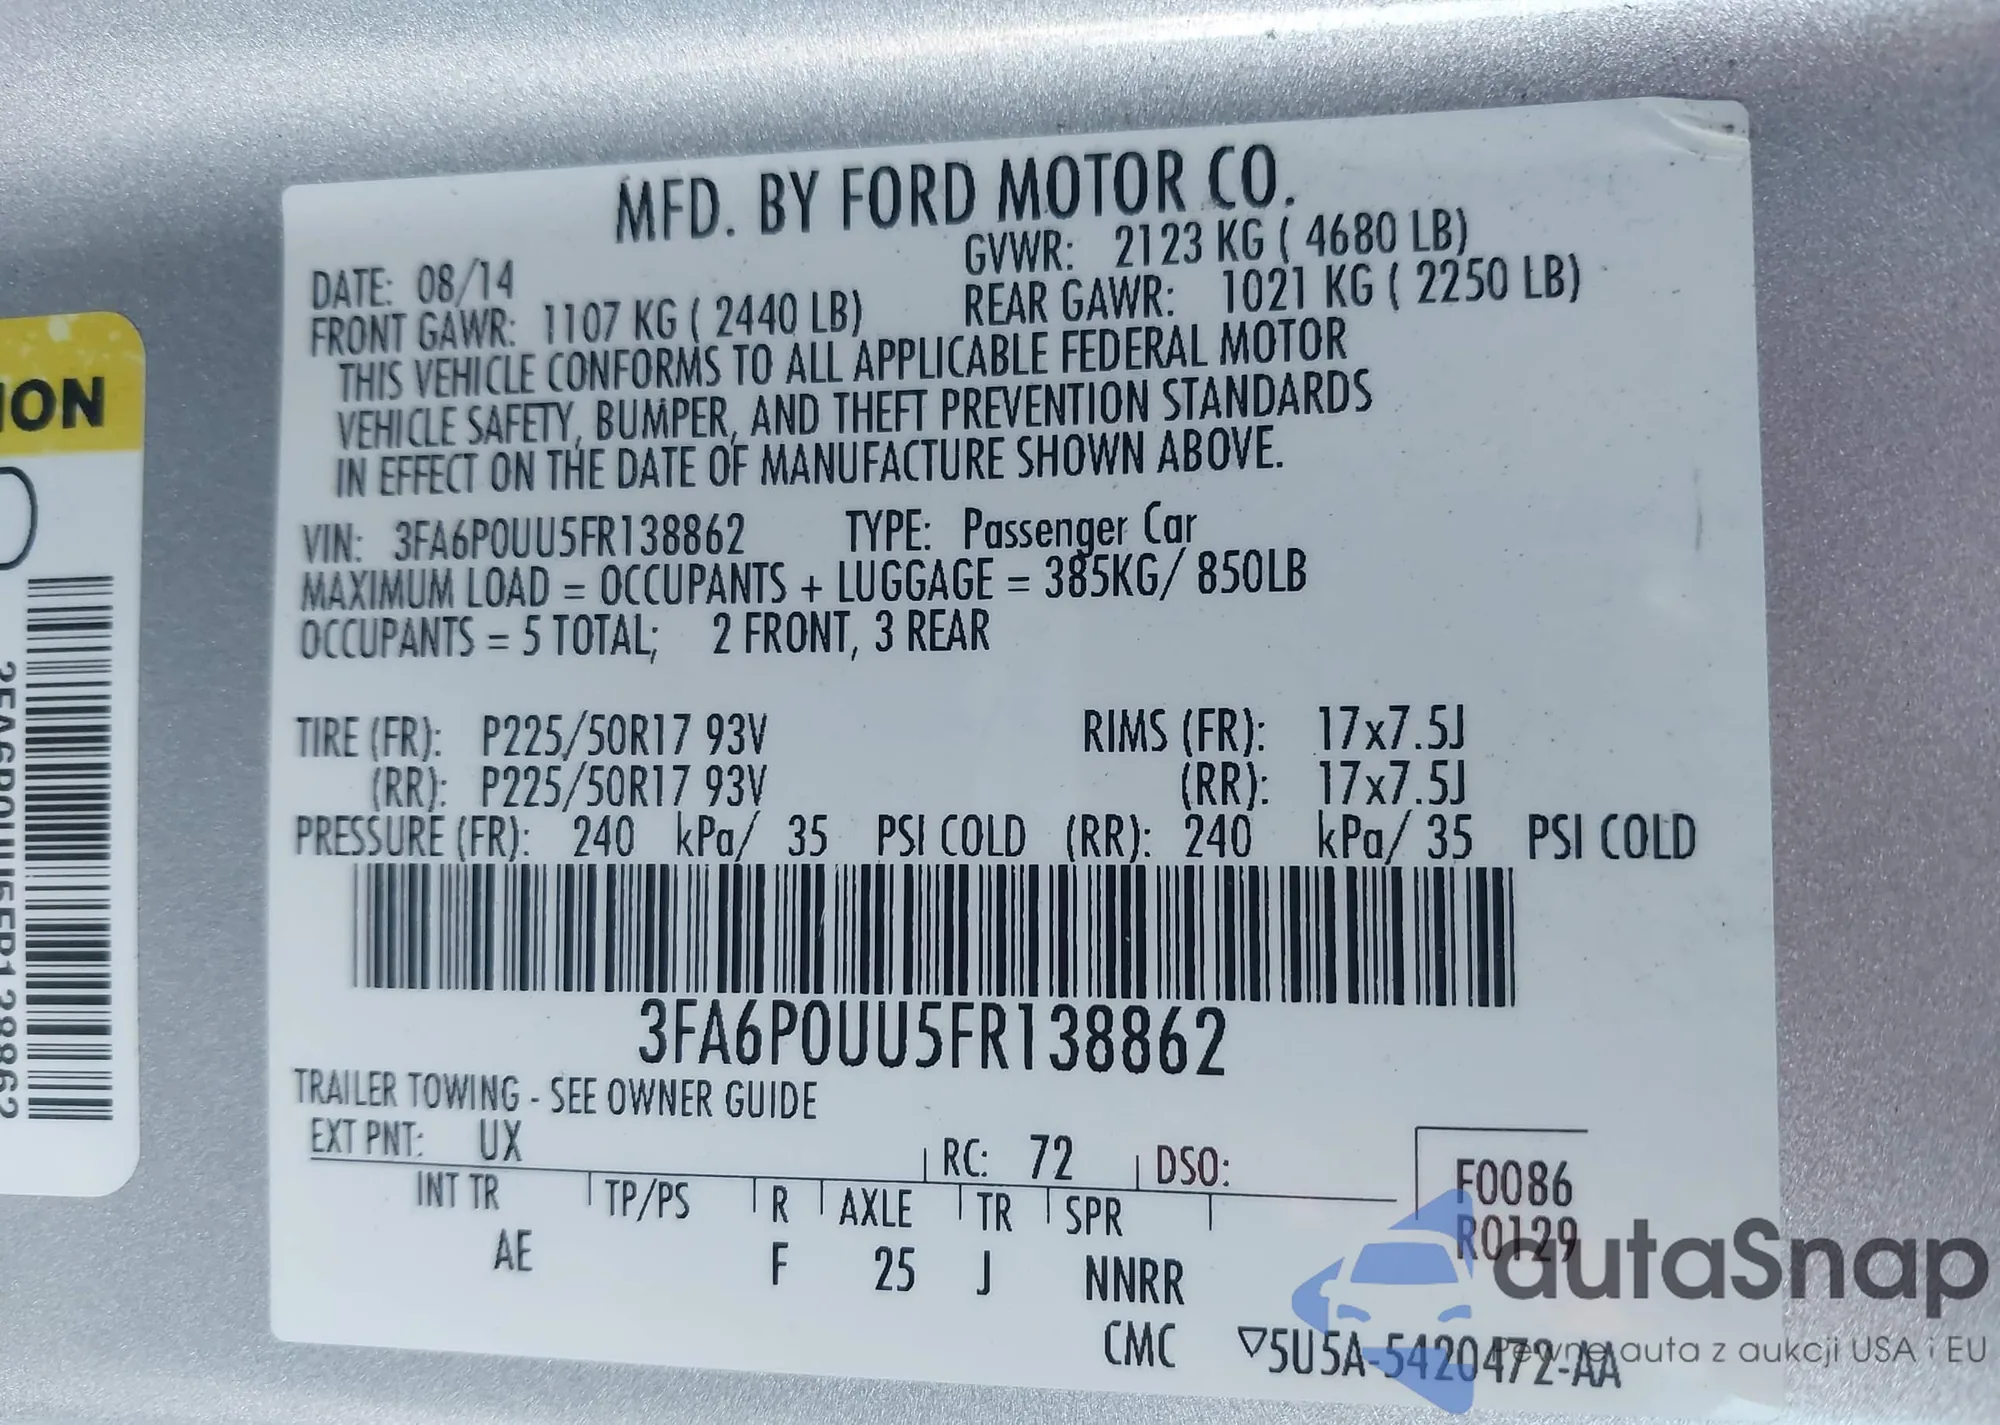 MFD. BY FORD MOTOR CO.
DATE: 08/14 GVWR: 2123 KG ( 4680 LB)
FRONT GAWR: 1107 KG ( 2440 LB) REAR GAWR: 1021 KG ( 2250 LB)
THIS VEHICLE CONFORMS TO ALL APPLICABLE FEDERAL MOTOR
VEHICLE SAFETY, BUMPER, AND THEFT PREVENTION STANDARDS
IN EFFECT ON THE DATE OF MANUFACTURE SHOWN ABOVE.
VIN: 3FA6P0UU5FR138862 TYPE: Passenger Car
MAXIMUM LOAD = OCCUPANTS + LUGGAGE = 385KG/ 850LB
OCCUPANTS = 5 TOTAL; 2 FRONT, 3 REAR
TIRE (FR): P225/50R17 93V RIMS (FR): 17x7.5J
(RR): P225/50R17 93V (RR): 17x7.5J
PRESSURE (FR): 240 kPa/ 35 PSI COLD (RR): 240 kPa/ 35 PSI COLD
3FA6P0UU5FR138862
TRAILER TOWING - SEE OWNER GUIDE
EXT PNT: UX RC: 72 DSO:
INT TR TP/PS R AXLE TR SPR
AE F 25 J NNRR
F0086
R0129
CMC ▽5U5A-5420472-AA
ION
3FA6P0UU5FR138862
autaSnap
Pewne auta z aukcji USA i EU